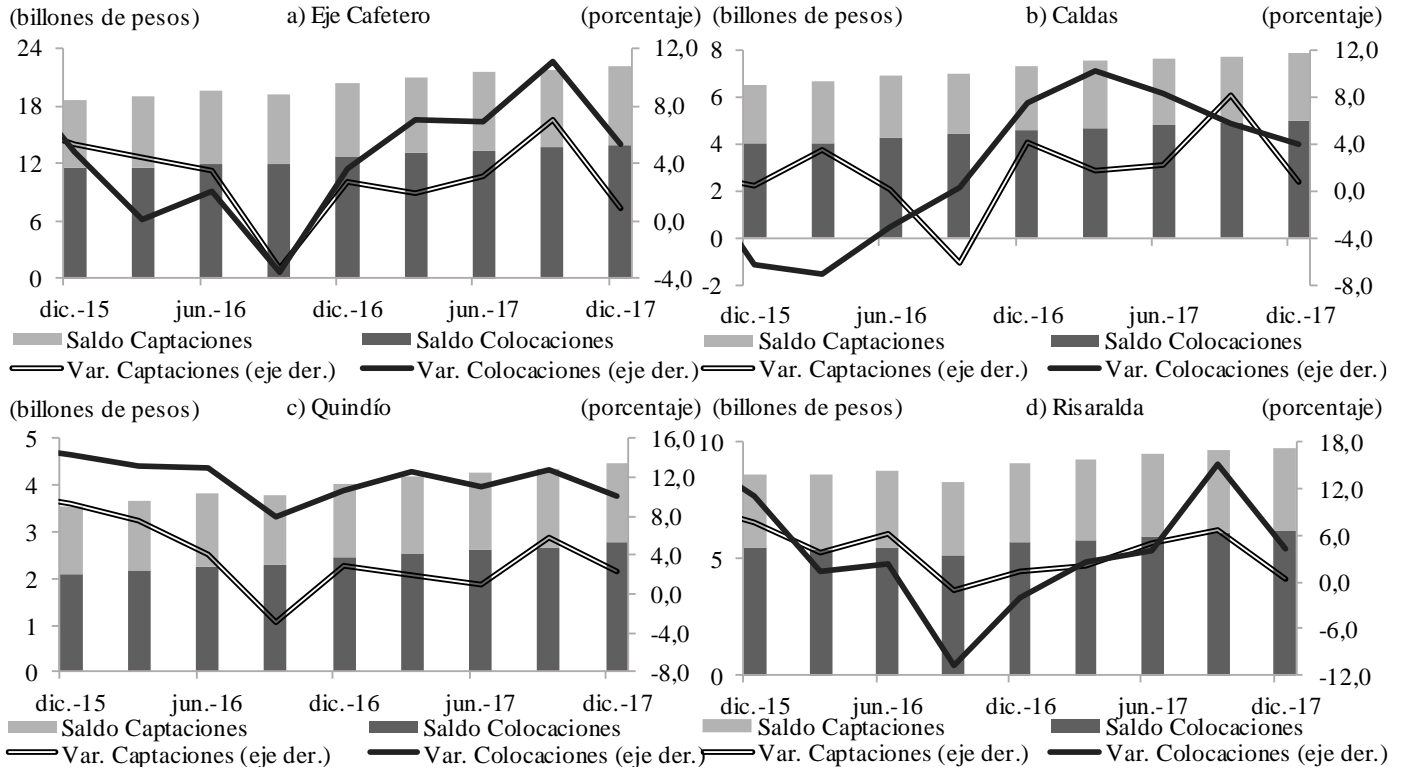 (billones de pesos) a) Eje Cafetero (porcentaje)
24
18
12
6
0
12,0
8,0
4,0
0,0
-4,0
dic.-15 jun.-16 dic.-16 jun.-17 dic.-17
Saldo Captaciones Saldo Colocaciones
Var. Captaciones (eje der.) Var. Colocaciones (eje der.)
(billones de pesos) b) Caldas (porcentaje)
8
6
4
2
0
-2
12,0
8,0
4,0
0,0
-4,0
-8,0
dic.-15 jun.-16 dic.-16 jun.-17 dic.-17
Saldo Captaciones Saldo Colocaciones
Var. Captaciones (eje der.) Var. Colocaciones (eje der.)
(billones de pesos) c) Quindío (porcentaje)
5
4
3
2
1
0
16,0
12,0
8,0
4,0
0,0
-4,0
-8,0
dic.-15 jun.-16 dic.-16 jun.-17 dic.-17
Saldo Captaciones Saldo Colocaciones
Var. Captaciones (eje der.) Var. Colocaciones (eje der.)
(billones de pesos) d) Risaralda (porcentaje)
10
5
0
18,0
12,0
6,0
0,0
-6,0
-12,0
dic.-15 jun.-16 dic.-16 jun.-17 dic.-17
Saldo Captaciones Saldo Colocaciones
Var. Captaciones (eje der.) Var. Colocaciones (eje der.)